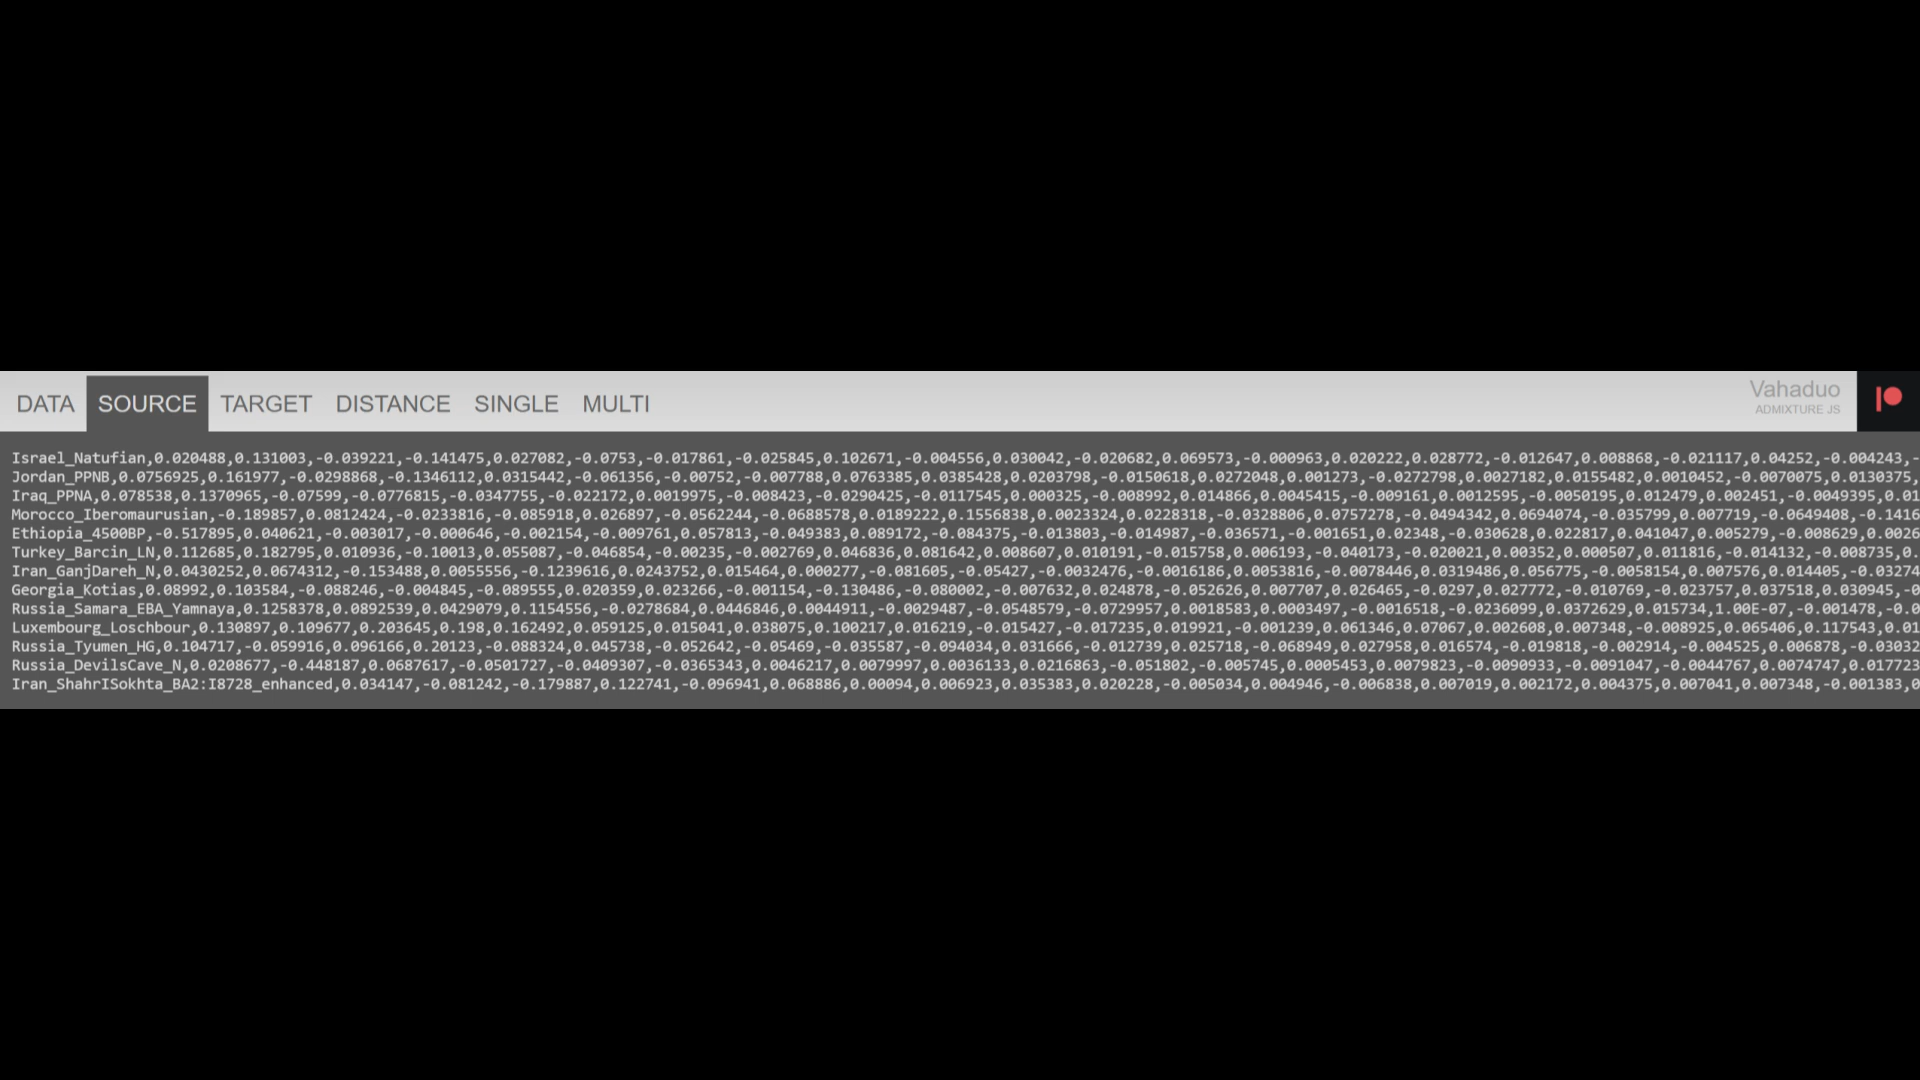 DATA SOURCE TARGET DISTANCE SINGLE MULTI Vahaduo
ADMIXTURE JS
Israel_Natufian,0.020488,0.131003,-0.039221,-0.141475,0.027082,-0.0753,-0.017861,-0.025845,0.102671,-0.004556,0.030042,-0.020682,0.069573,-0.000963,0.020222,0.028772,-0.012647,0.008868,-0.021117,0.04252,-0.004243,-
Jordan_PPNB,0.0756925,0.161977,-0.0298868,-0.1346112,0.0315442,-0.061356,-0.00752,-0.007788,0.0763385,0.0385428,0.0203798,-0.0150618,0.0272048,0.001273,-0.0272798,0.0027182,0.0155482,0.0010452,-0.0070075,0.0130375,
Iraq_PPNA,0.078538,0.1370965,-0.07599,-0.0776815,-0.0347755,-0.022172,0.0019975,-0.008423,-0.0290425,-0.0117545,0.000325,-0.008992,0.014866,0.0045415,-0.009161,0.0012595,-0.0050195,0.012479,0.002451,-0.0049395,0.01
Morocco_Iberomaurusian,-0.189857,0.0812424,-0.0233816,-0.085918,0.026897,-0.0562244,-0.0688578,0.0189222,0.1556838,0.0023324,0.0228318,-0.0328806,0.0757278,-0.0494342,0.0694074,-0.035799,0.007719,-0.0649408,-0.1416
Ethiopia_4500BP,-0.517895,0.040621,-0.003017,-0.000646,-0.002154,-0.009761,0.057813,-0.049383,0.089172,-0.084375,-0.013803,-0.014987,-0.036571,-0.001651,0.02348,-0.030628,0.022817,0.041047,0.005279,-0.008629,0.0026
Turkey_Barcin_LN,0.112685,0.182795,0.010936,-0.10013,0.055087,-0.046854,-0.00235,-0.002769,0.046836,0.081642,0.008607,0.010191,-0.015758,0.006193,-0.040173,-0.020021,0.00352,0.000507,0.011816,-0.014132,-0.008735,0.
Iran_GanjDareh_N,0.0430252,0.0674312,-0.153488,0.0055556,-0.1239616,0.0243752,0.015464,0.000277,-0.081605,-0.05427,-0.0032476,-0.0016186,0.0053816,-0.0078446,0.0319486,0.056775,-0.0058154,0.007576,0.014405,-0.03274
Georgia_Kotias,0.08992,0.103584,-0.088246,-0.004845,-0.089555,0.020359,0.023266,-0.001154,-0.130486,-0.080002,-0.007632,0.024878,-0.052626,0.007707,0.026465,-0.0297,0.027772,-0.010769,-0.023757,0.037518,0.030945,-0
Russia_Samara_EBA_Yamnaya,0.1258378,0.0892539,0.0429079,0.1154556,-0.0278684,0.0446846,0.0044911,-0.0029487,-0.0548579,-0.0729957,0.0018583,0.0003497,-0.0016518,-0.0236099,0.0372629,0.015734,1.00E-07,-0.001478,-0.0
Luxembourg_Loschbour,0.130897,0.109677,0.203645,0.198,0.162492,0.059125,0.015041,0.038075,0.100217,0.016219,-0.015427,-0.017235,0.019921,-0.001239,0.061346,0.07067,0.002608,0.007348,-0.008925,0.065406,0.117543,0.01
Russia_Tyumen_HG,0.104717,-0.059916,0.096166,0.20123,-0.088324,0.045738,-0.052642,-0.05469,-0.035587,-0.094034,0.031666,-0.012739,0.025718,-0.068949,0.027958,0.016574,-0.019818,-0.002914,-0.004525,0.006878,-0.03032
Russia_DevilsCave_N,0.0208677,-0.448187,0.0687617,-0.0501727,-0.0409307,-0.0365343,0.0046217,0.0079997,0.0036133,0.0216863,-0.051802,-0.005745,0.0005453,0.0079823,-0.0090933,-0.0091047,-0.0044767,0.0074747,0.017723
Iran_ShahrISokhta_BA2:I8728_enhanced,0.034147,-0.081242,-0.179887,0.122741,-0.096941,0.068886,0.00094,0.006923,0.035383,0.020228,-0.005034,0.004946,-0.006838,0.007019,0.002172,0.004375,0.007041,0.007348,-0.001383,0